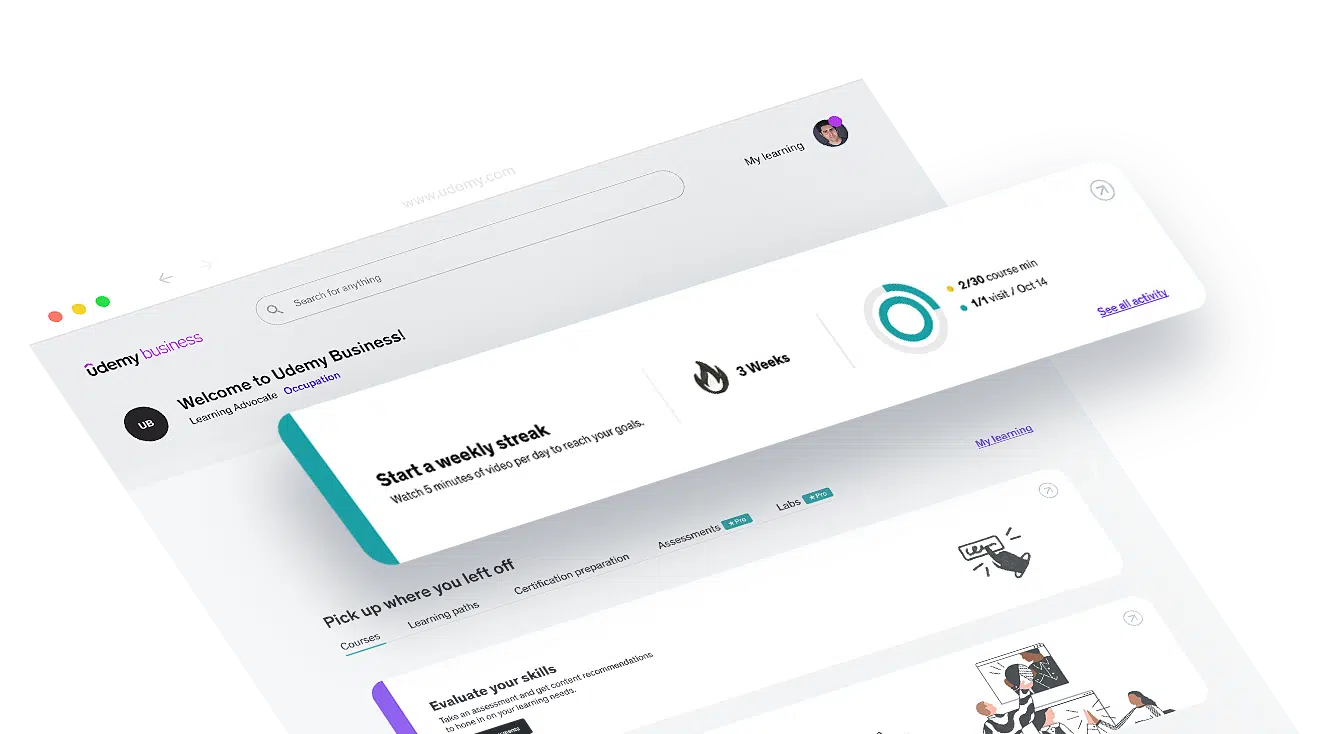 www.udemy.com
My learning
Search for anything
ûdemy business
UB
Welcome to Udemy Business!
Learning Advocate Occupation
Start a weekly streak
Watch 5 minutes of video per day to reach your goals.
3 Weeks
2/30 course min
1/1 visit / Oct 14
See all activity
My learning
Pick up where you left off
Courses
Learning paths
Certification preparation
Assessments
Pro
Labs
Pro
Evaluate your skills
Take an assessment and get content recommendations
to hone in on your learning needs.